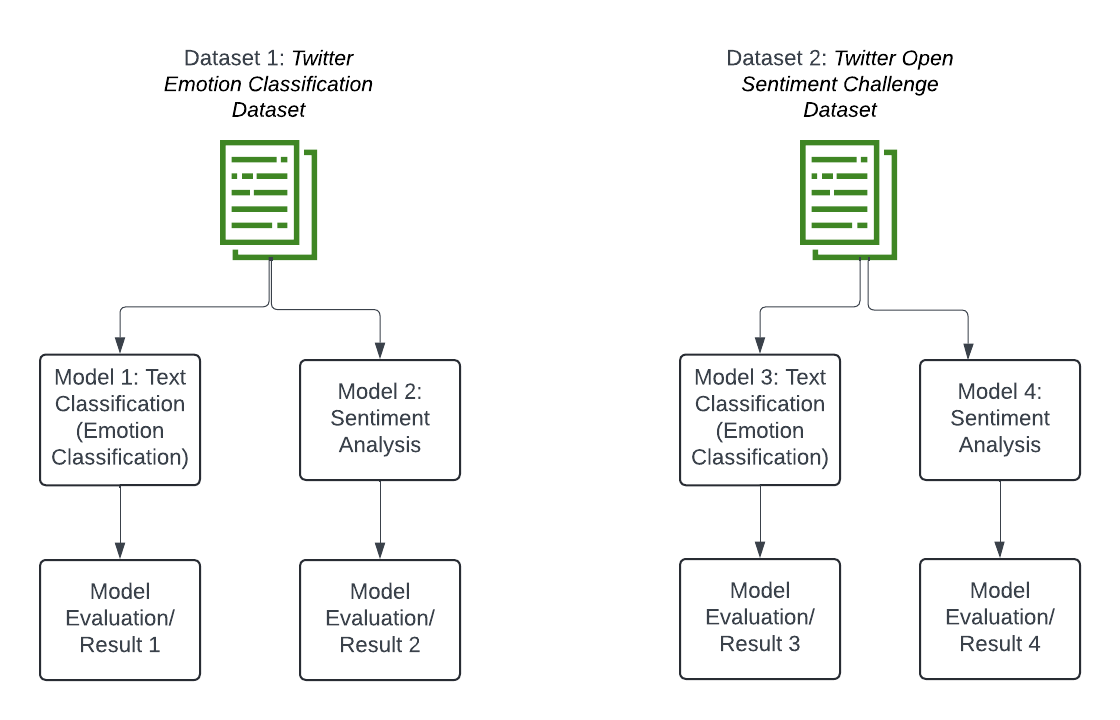 Dataset 1: Twitter
Emotion Classification
Dataset
Dataset 2: Twitter Open
Sentiment Challenge
Dataset
Model 1: Text
Classification
(Emotion
Classification)
Model 2:
Sentiment
Analysis
Model 3: Text
Classification
(Emotion
Classification)
Model 4:
Sentiment
Analysis
Model
Evaluation/
Result 1
Model
Evaluation/
Result 2
Model
Evaluation/
Result 3
Model
Evaluation/
Result 4